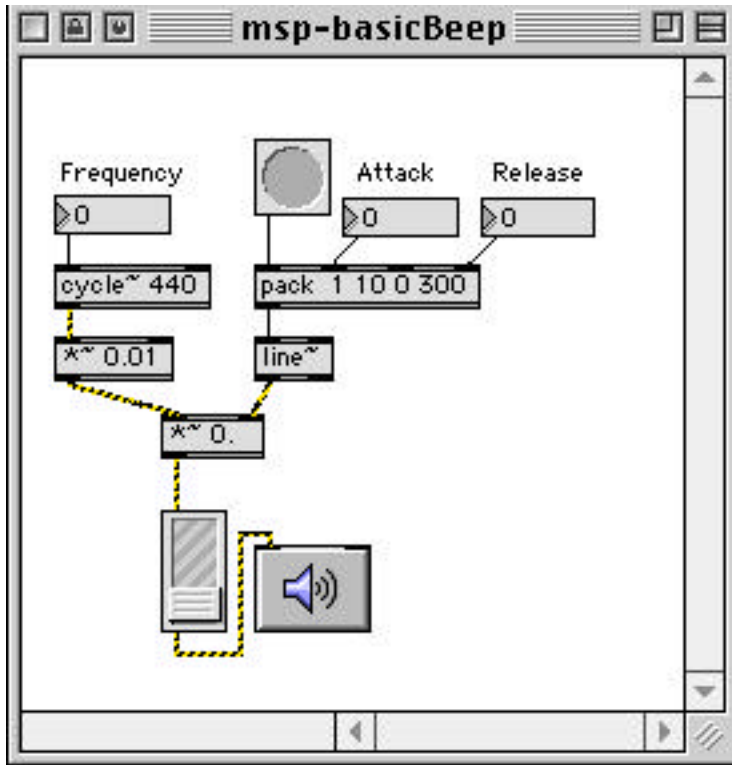 msp-basicBeep
Frequency
Attack
Release
0
0
0
cycle~ 440
pack 1 10 0 300
*~ 0.01
line~
*~ 0.